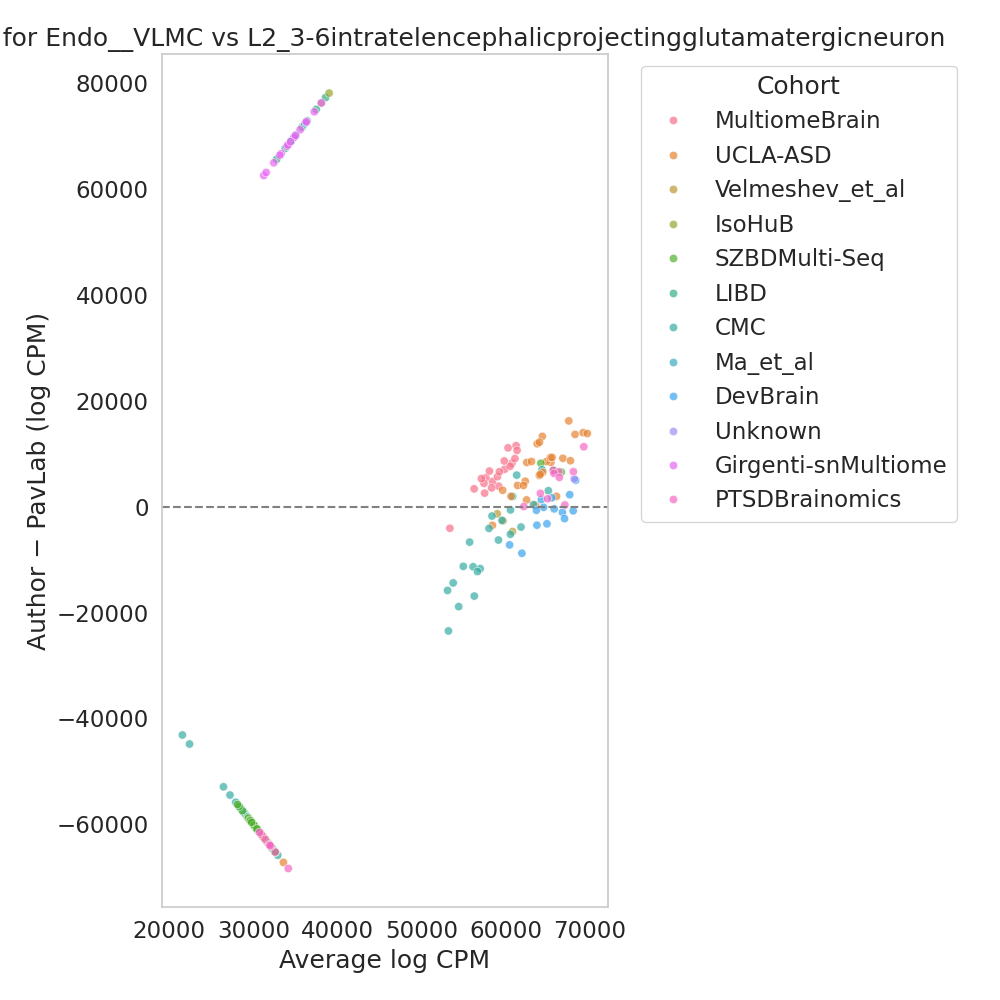 for Endo__VLMC vs L2_3-6intratelencephalicprojectingglutamatergicneuron
80000
60000
40000
20000
0
−20000
−40000
−60000
Author − PavLab (log CPM)
20000 30000 40000 50000 60000 70000
Average log CPM
Cohort
MultiomeBrain
UCLA-ASD
Velmeshev_et_al
IsoHuB
SZBDMulti-Seq
LIBD
CMC
Ma_et_al
DevBrain
Unknown
Girgenti-snMultiome
PTSDBrainomics